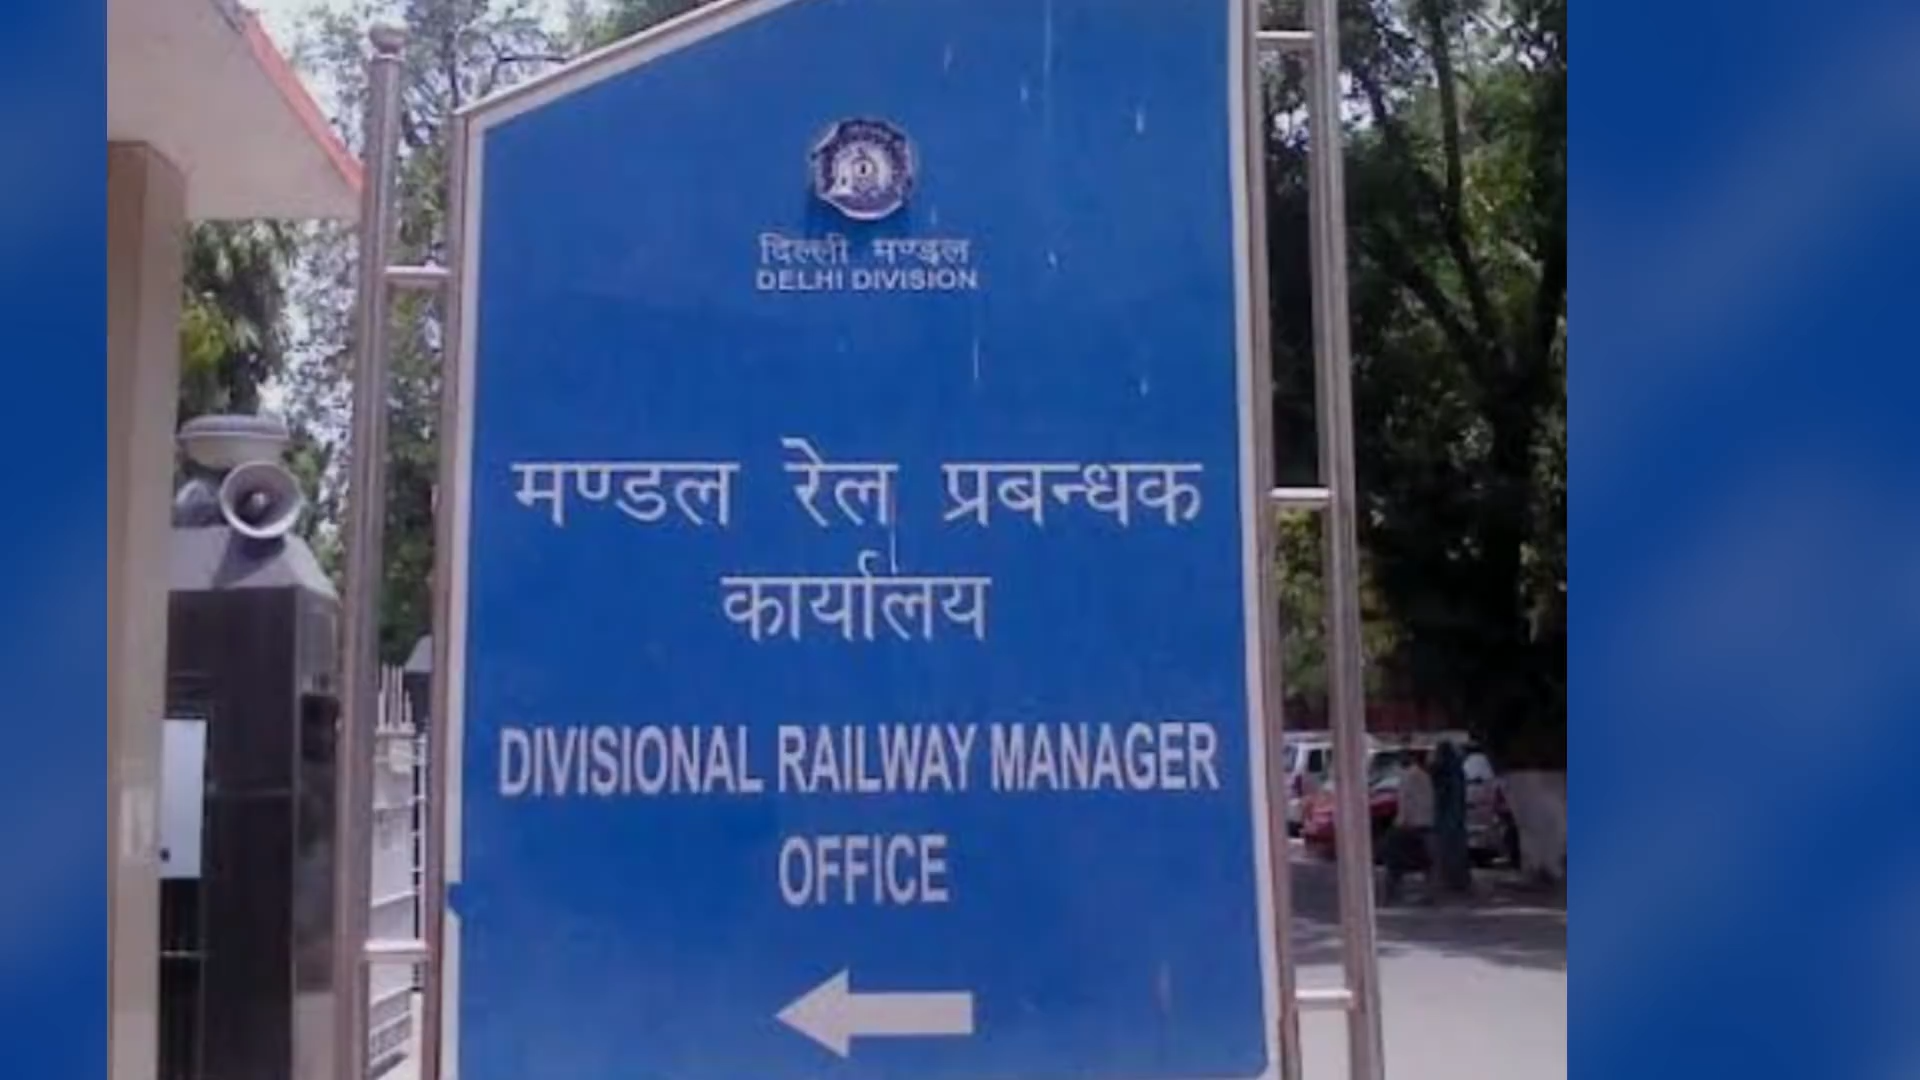 दिल्ली मण्डल
DELHI DIVISION
मण्डल रेल प्रबन्धक
कार्यालय
DIVISIONAL RAILWAY MANAGER
OFFICE